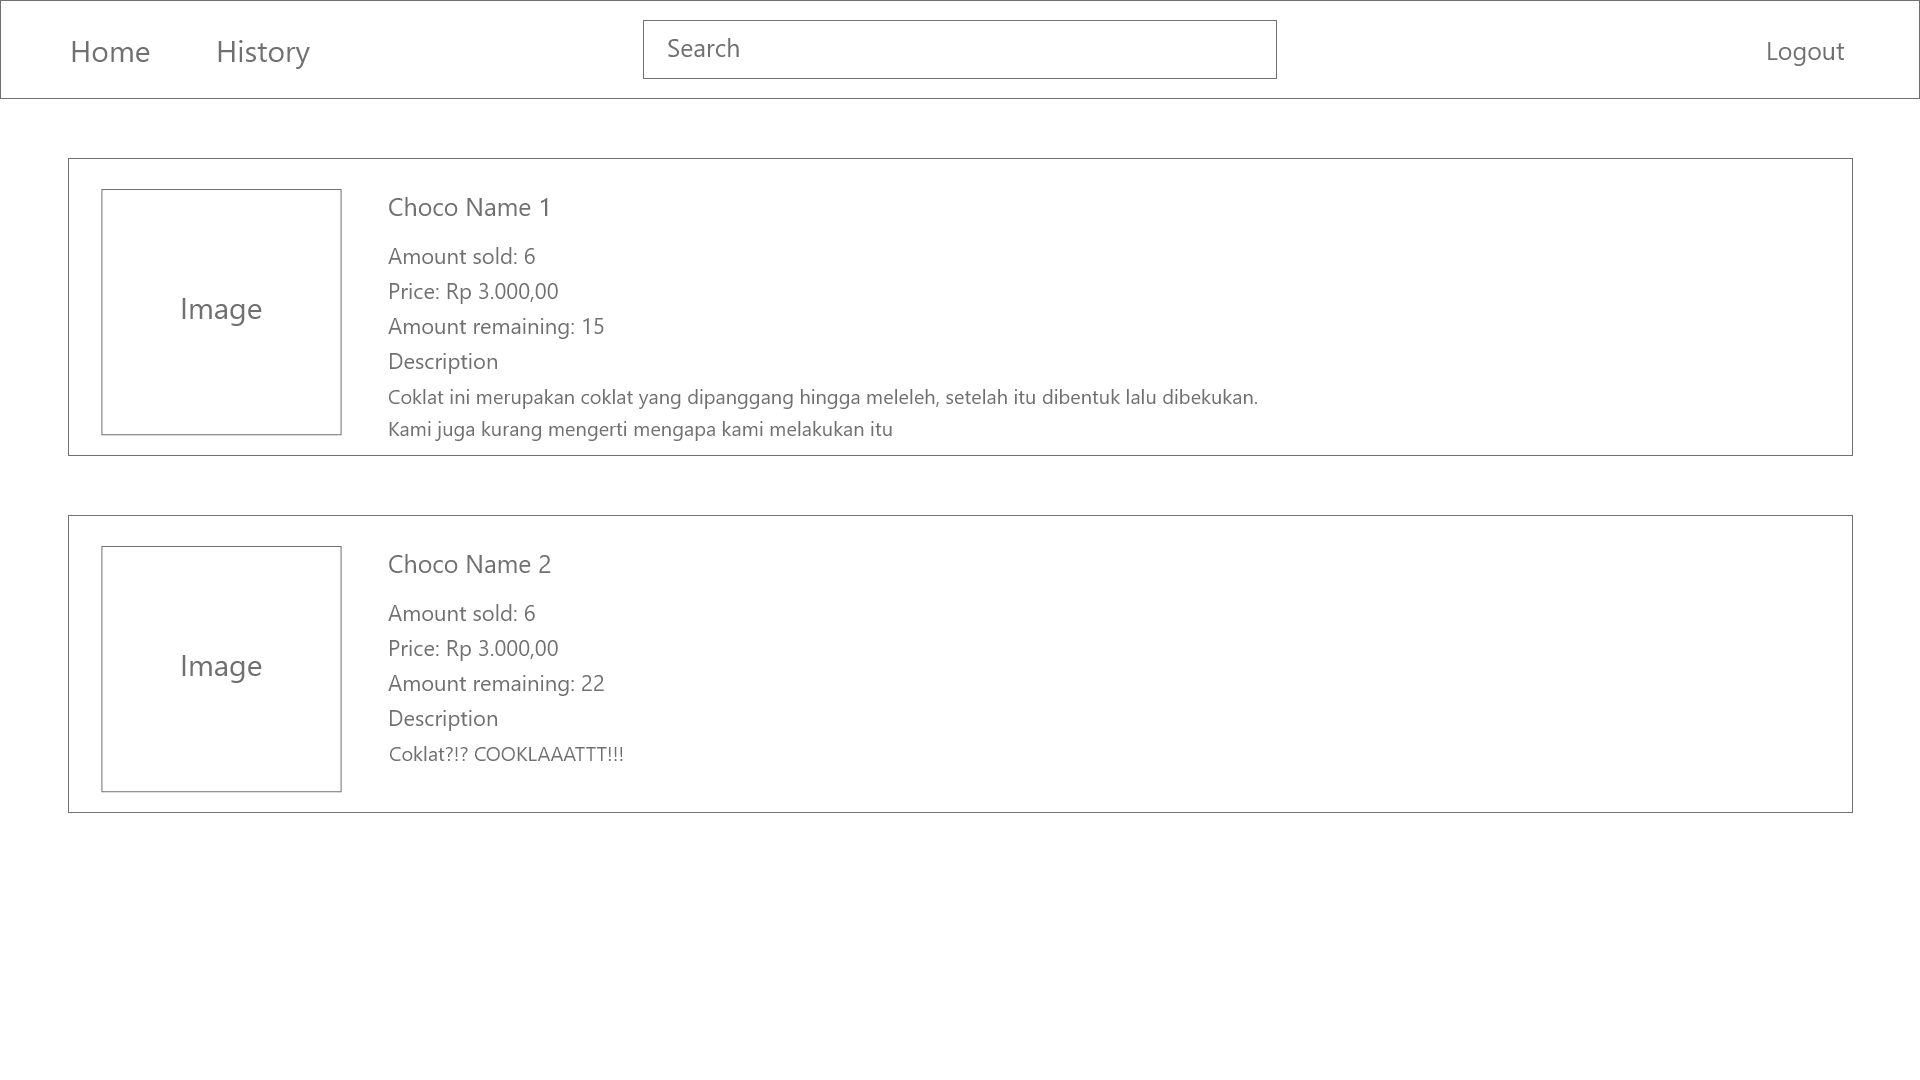 Home History Search Logout
Choco Name 1
Amount sold: 6
Price: Rp 3.000,00
Image
Amount remaining: 15
Description
Coklat ini merupakan coklat yang dipanggang hingga meleleh, setelah itu dibentuk lalu dibekukan.
Kami juga kurang mengerti mengapa kami melakukan itu
Choco Name 2
Amount sold: 6
Price: Rp 3.000,00
Image
Amount remaining: 22
Description
Coklat?!? COOKLAAATTT!!!